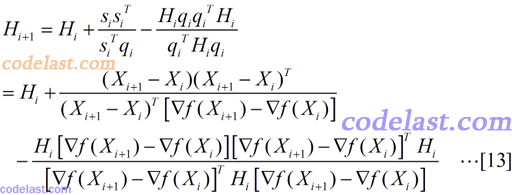 H_{i+1} = H_i + \frac{s_i s_i^T}{s_i^T q_i} - \frac{H_i q_i q_i^T H_i}{q_i^T H_i q_i}
codelast.com
= H_i + \frac{(X_{i+1} - X_i)(X_{i+1} - X_i)^T}{(X_{i+1} - X_i)^T [\nabla f(X_{i+1}) - \nabla f(X_i)]}
codelast.com
- \frac{H_i [\nabla f(X_{i+1}) - \nabla f(X_i)][\nabla f(X_{i+1}) - \nabla f(X_i)]^T H_i}{[\nabla f(X_{i+1}) - \nabla f(X_i)]^T H_i [\nabla f(X_{i+1}) - \nabla f(X_i)]} ⋯[13]
codelast.com